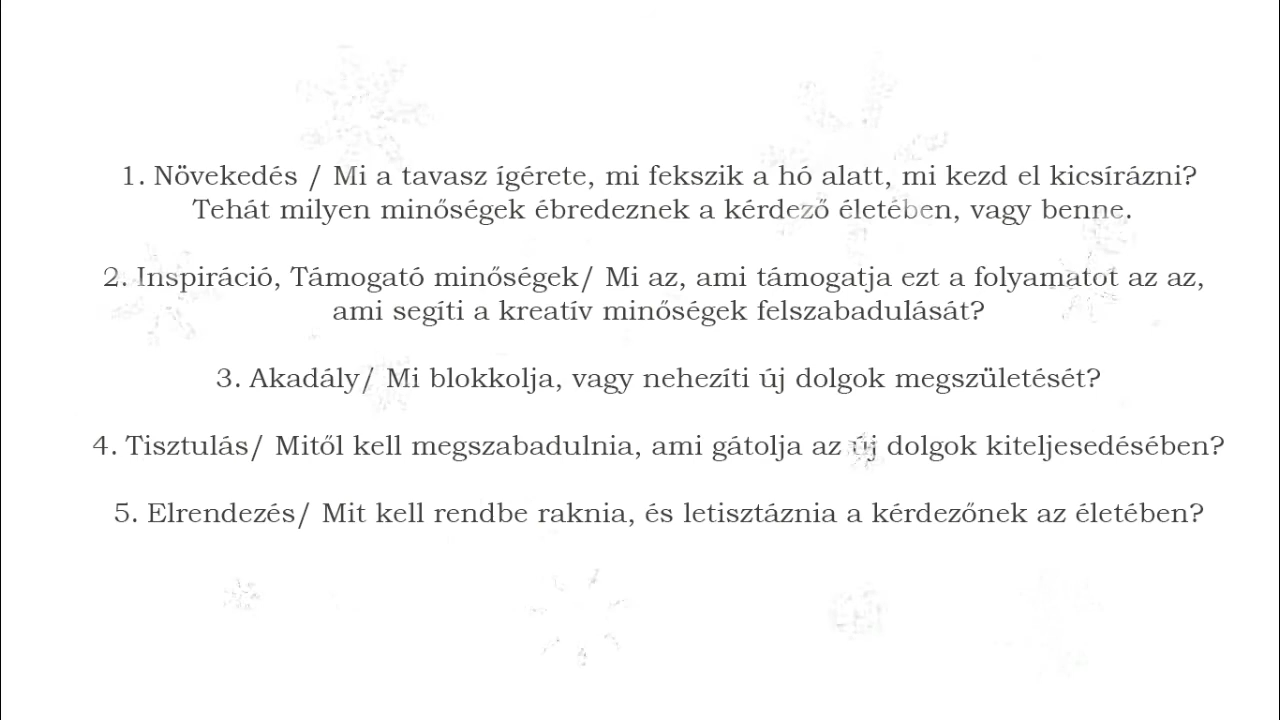 1. Növekedés / Mi a tavasz ígérete, mi fekszik a hó alatt, mi kezd el kicsírázni?
Tehát milyen minőségek ébredeznek a kérdező életében, vagy benne.
2. Inspiráció, Támogató minőségek/ Mi az, ami támogatja ezt a folyamatot az az,
ami segíti a kreatív minőségek felszabadulását?
3. Akadály/ Mi blokkolja, vagy nehezíti új dolgok megszületését?
4. Tisztulás/ Mitől kell megszabadulnia, ami gátolja az új dolgok kiteljesedésében?
5. Elrendezés/ Mit kell rendbe raknia, és letisztáznia a kérdezőnek az életében?